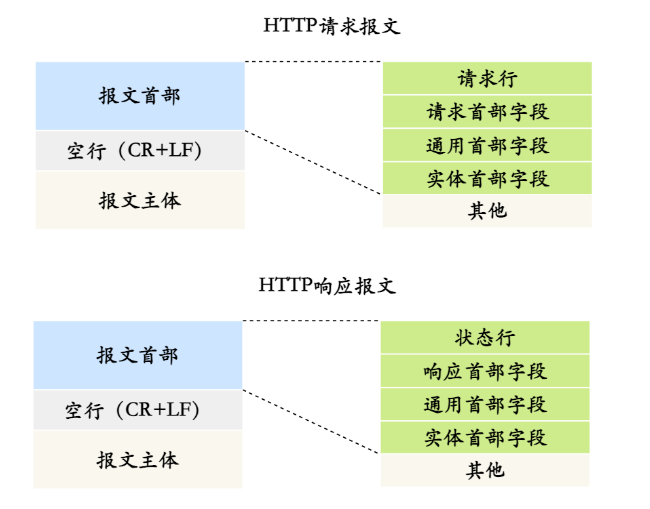 HTTP请求报文
报文首部
空行（CR+LF）
报文主体
请求行
请求首部字段
通用首部字段
实体首部字段
其他
HTTP响应报文
报文首部
空行（CR+LF）
报文主体
状态行
响应首部字段
通用首部字段
实体首部字段
其他